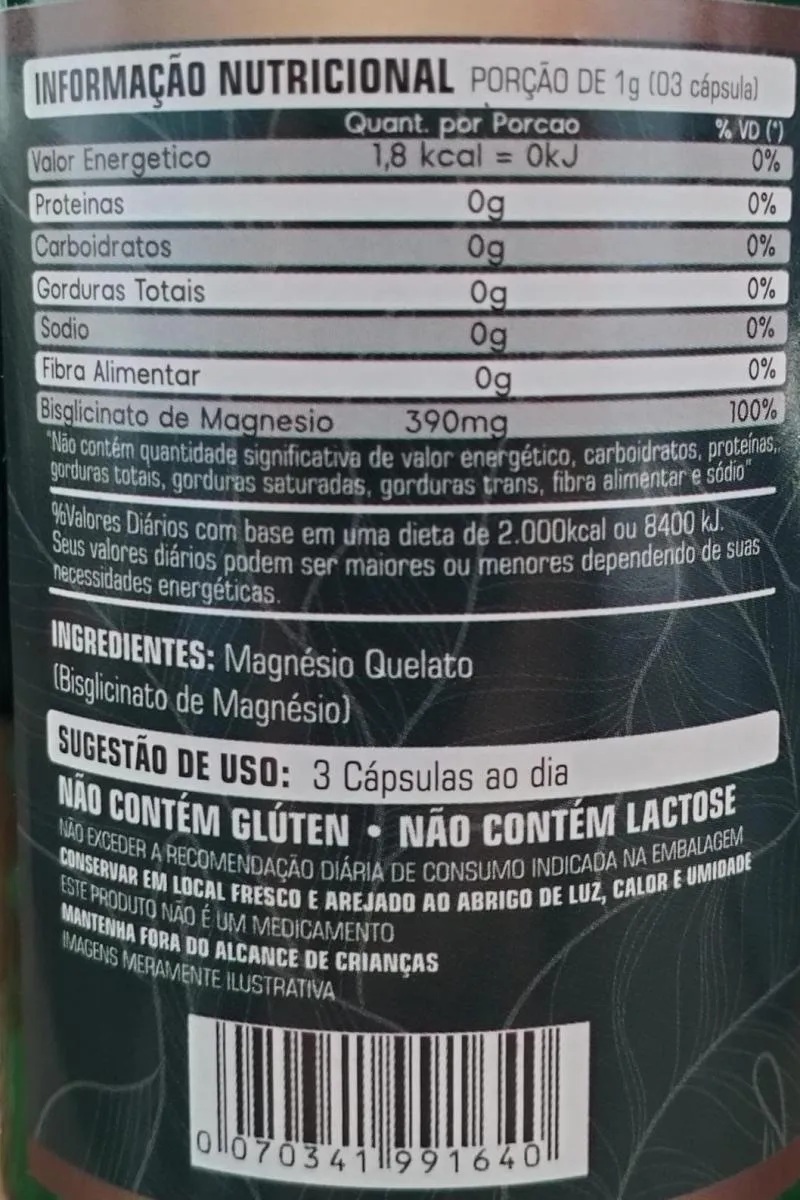 INFORMAÇÃO NUTRICIONAL PORÇÃO DE 1g (03 cápsula)
Quant. por Porcao % VD (*)
Valor Energetico 1,8 kcal = 0kJ 0%
Proteinas 0g 0%
Carboidratos 0g 0%
Gorduras Totais 0g 0%
Sodio 0g 0%
Fibra Alimentar 0g 0%
Bisglicinato de Magnesio 390mg 100%
"Não contém quantidade significativa de valor energético, carboidratos, proteínas,
gorduras totais, gorduras saturadas, gorduras trans, fibra alimentar e sódio"
%Valores Diários com base em uma dieta de 2.000kcal ou 8400 kJ.
Seus valores diários podem ser maiores ou menores dependendo de suas
necessidades energéticas.
INGREDIENTES: Magnésio Quelato
(Bisglicinato de Magnésio)
SUGESTÃO DE USO: 3 Cápsulas ao dia
NÃO CONTÉM GLÚTEN • NÃO CONTÉM LACTOSE
NÃO EXCEDER A RECOMENDAÇÃO DIÁRIA DE CONSUMO INDICADA NA EMBALAGEM
CONSERVAR EM LOCAL FRESCO E AREJADO AO ABRIGO DE LUZ, CALOR E UMIDADE
ESTE PRODUTO NÃO É UM MEDICAMENTO
MANTENHA FORA DO ALCANCE DE CRIANÇAS
IMAGENS MERAMENTE ILUSTRATIVA
0 070341 991640